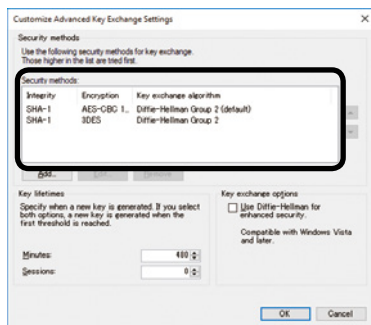 Customize Advanced Key Exchange Settings
Security methods
Use the following security methods for key exchange.
Those higher in the list are tried first.
Security methods:
Integrity Encryption Key exchange algorithm
SHA-1 AES-CBC 1... Diffie-Hellman Group 2 (default)
SHA-1 3DES Diffie-Hellman Group 2
Add... Edit... Remove
Key lifetimes
Specify when a new key is generated. If you select
both options, a new key is generated when the
first threshold is reached.
Minutes: 480
Sessions: 0
Key exchange options
Use Diffie-Hellman for
enhanced security.
Compatible with Windows Vista
and later.
OK Cancel